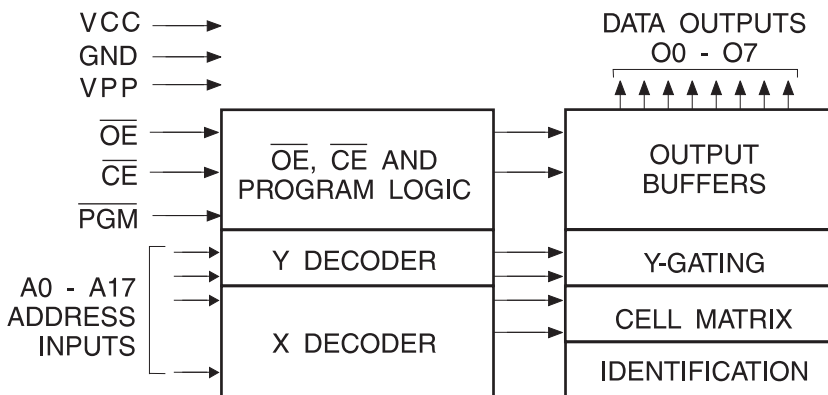 VCC
GND
VPP
OE
CE
PGM
A0 - A17
ADDRESS
INPUTS
OE, CE AND
PROGRAM LOGIC
Y DECODER
X DECODER
DATA OUTPUTS
O0 - O7
OUTPUT
BUFFERS
Y-GATING
CELL MATRIX
IDENTIFICATION